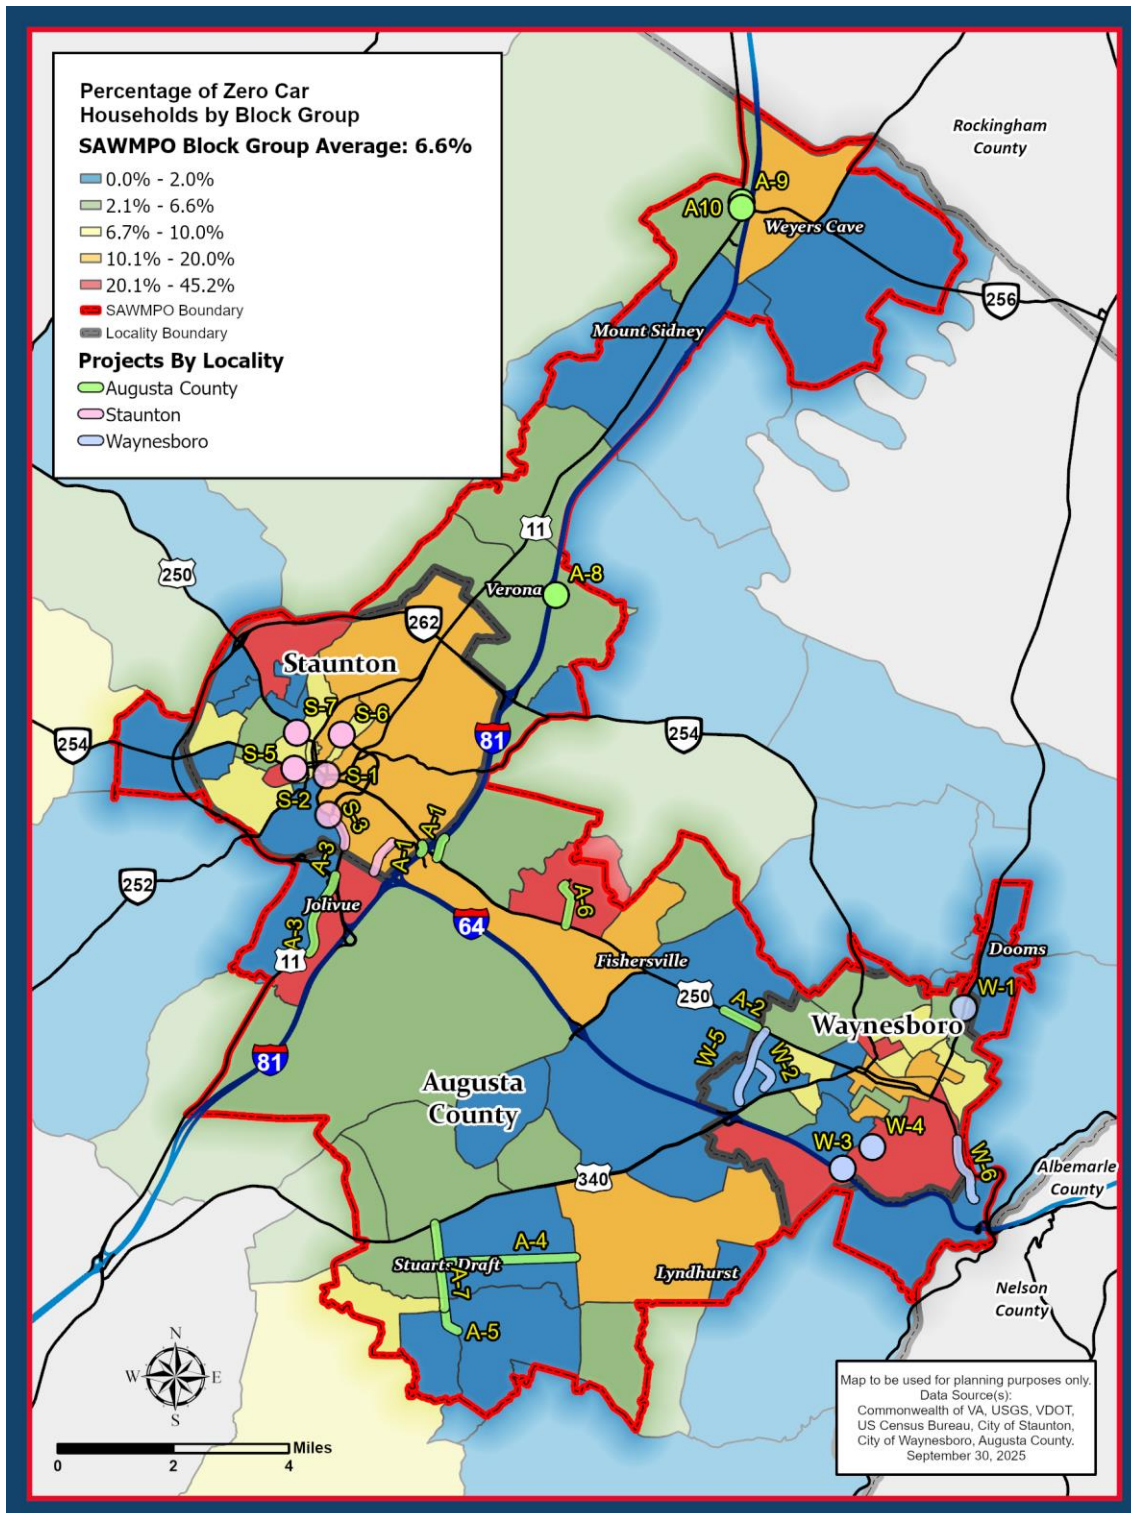 Percentage of Zero Car
Households by Block Group
SAWMPO Block Group Average: 6.6%
0.0% - 2.0%
2.1% - 6.6%
6.7% - 10.0%
10.1% - 20.0%
20.1% - 45.2%
SAWMPO Boundary
Locality Boundary
Projects By Locality
Augusta County
Staunton
Waynesboro
Rockingham
County
A-9
A10
Weyers Cave
256
Mount Sidney
11
250
Verona
A-8
262
Staunton
S-7
S-6
254
254
81
S-5
S-1
S-2
S-3
A-1
A-1
A-3
252
Jolivue
A-6
64
A-3
11
Fishersville
Dooms
250
A-2
W-1
Waynesboro
W-5
W-2
81
Augusta
County
W-4
W-3
W-6
Albemarle
County
340
A-4
Stuarts Draft
A-7
Lyndhurst
A-5
Nelson
County
N
W
E
S
Miles
0
2
4
Map to be used for planning purposes only.
Data Source(s):
Commonwealth of VA, USGS, VDOT,
US Census Bureau, City of Staunton,
City of Waynesboro, Augusta County.
September 30, 2025